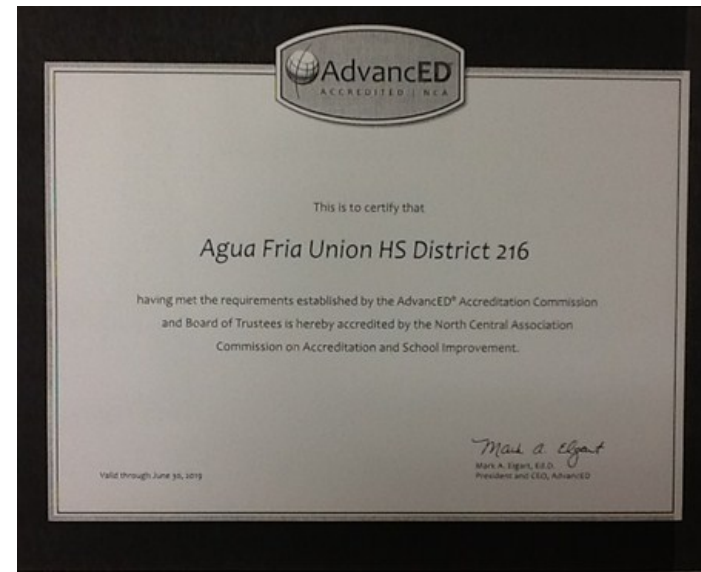 AdvancED
ACCREDITED | NCA
This is to certify that
Agua Fria Union HS District 216
having met the requirements established by the AdvancED® Accreditation Commission
and Board of Trustees is hereby accredited by the North Central Association
Commission on Accreditation and School Improvement.
Mark A. Elgart
Mark A. Elgart, Ed.D.
President and CEO, AdvancED
Valid through June 30, 2019